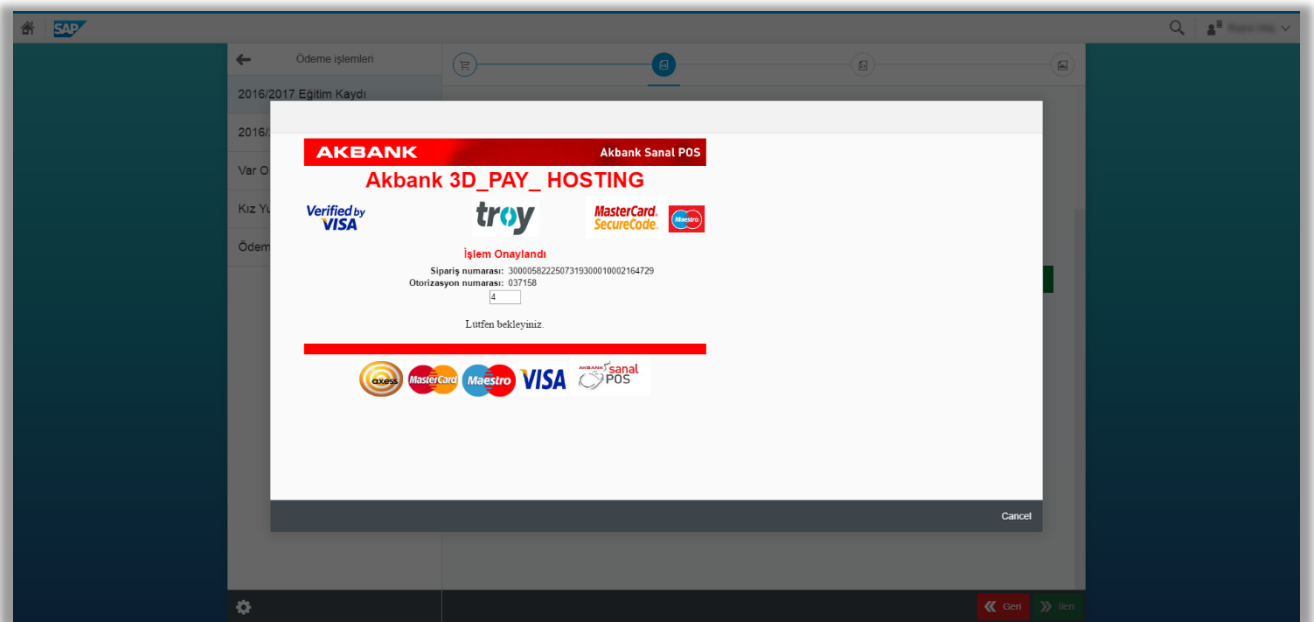 SAP
Ödeme işlemleri
2016/2017 Eğitim Kaydı
2016/
Var O
Kız Yu
Ödem
AKBANK
Akbank Sanal POS
Akbank 3D_PAY_ HOSTING
Verified by
VISA
troy
MasterCard.
SecureCode.
Maestro
İşlem Onaylandı
Sipariş numarası: 3000058222507319300010002164729
Otorizasyon numarası: 037158
4
Lütfen bekleyiniz.
axess
MasterCard
Maestro
VISA
AKBANK
sanal
POS
Cancel
Geri
İleri